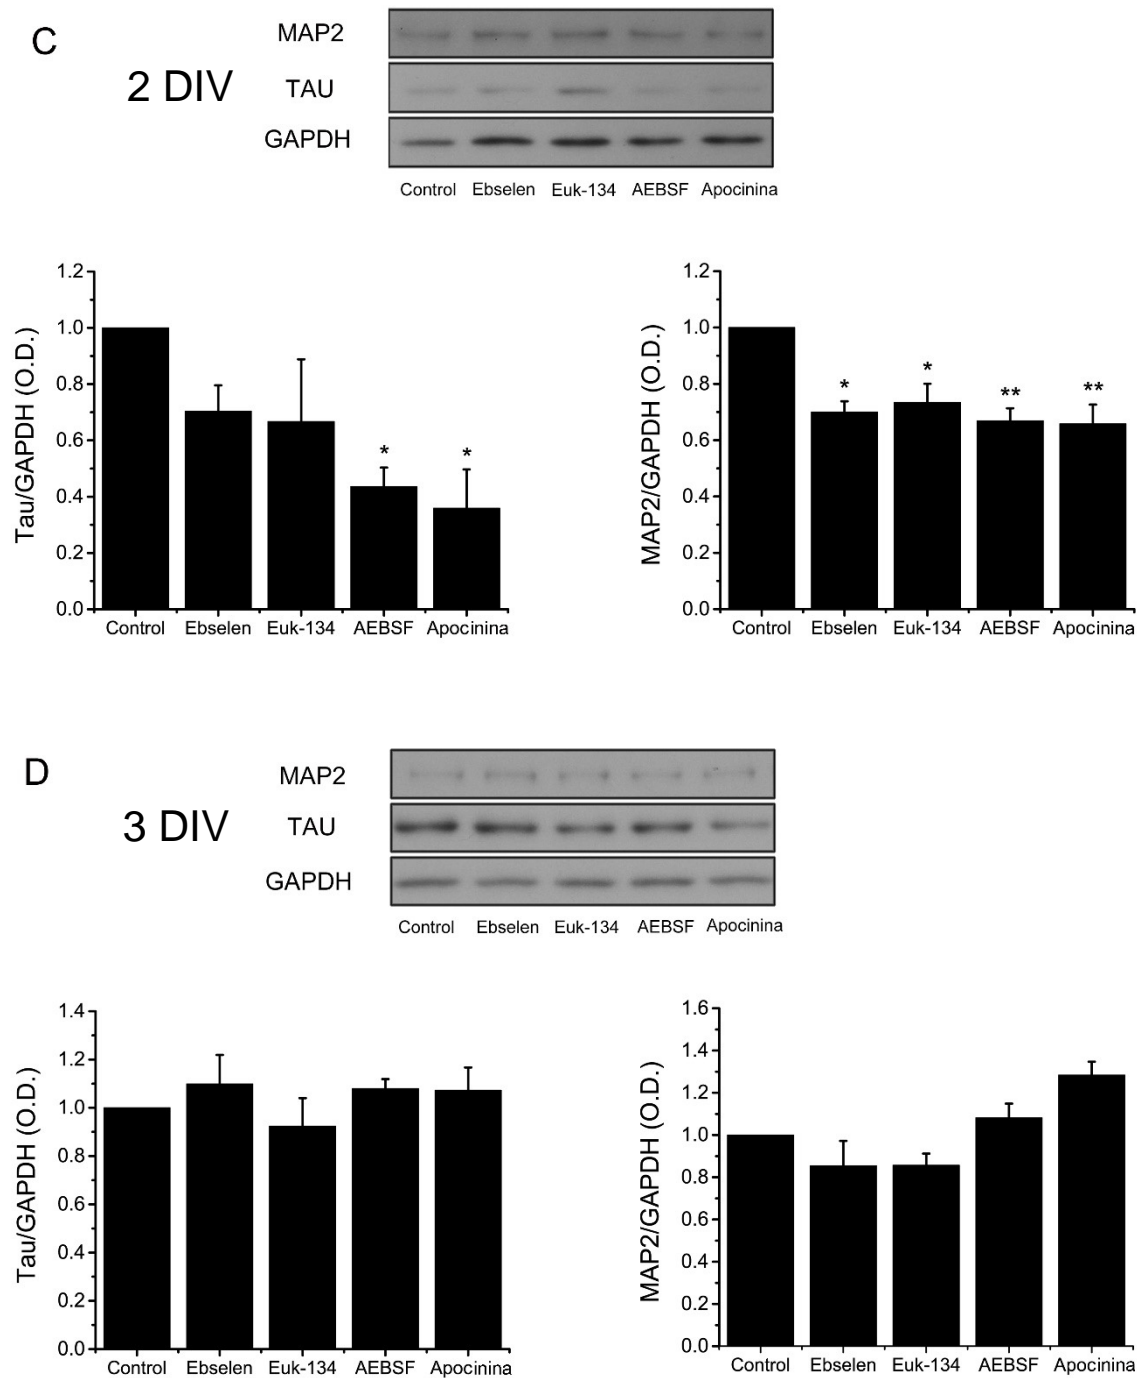 C
2 DIV
MAP2
TAU
GAPDH
Control Ebselen Euk-134 AEBSF Apocinina
Tau/GAPDH (O.D.)
1.2
1.0
0.8
0.6
0.4
0.2
0.0
* *
Control Ebselen Euk-134 AEBSF Apocinina
MAP2/GAPDH (O.D.)
1.2
1.0
0.8
0.6
0.4
0.2
0.0
* * ** **
Control Ebselen Euk-134 AEBSF Apocinina
D
3 DIV
MAP2
TAU
GAPDH
Control Ebselen Euk-134 AEBSF Apocinina
Tau/GAPDH (O.D.)
1.4
1.2
1.0
0.8
0.6
0.4
0.2
0.0
Control Ebselen Euk-134 AEBSF Apocinina
MAP2/GAPDH (O.D.)
1.6
1.4
1.2
1.0
0.8
0.6
0.4
0.2
0.0
Control Ebselen Euk-134 AEBSF Apocinina